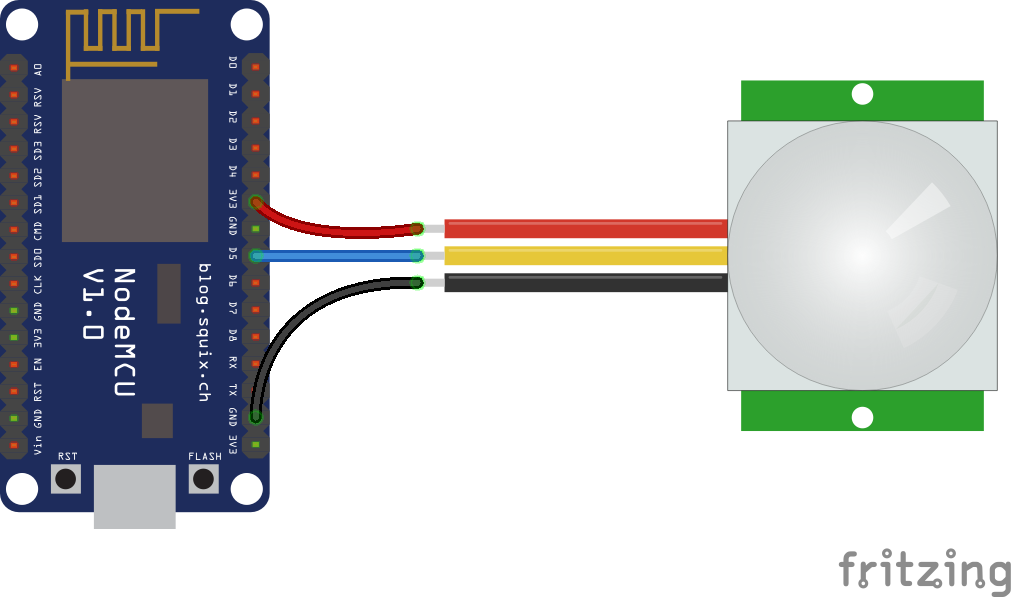 A0
RSV
RSV
SD3
SD2
SD1
CMD
SD0
CLK
GND
3V3
EN
RST
GND
Vin
D0
D1
D2
D3
D4
3V3
GND
D5
D6
D7
D8
RX
TX
GND
3V3
blog.squix.ch
NodeMCU
V1.0
RST
FLASH
fritzing